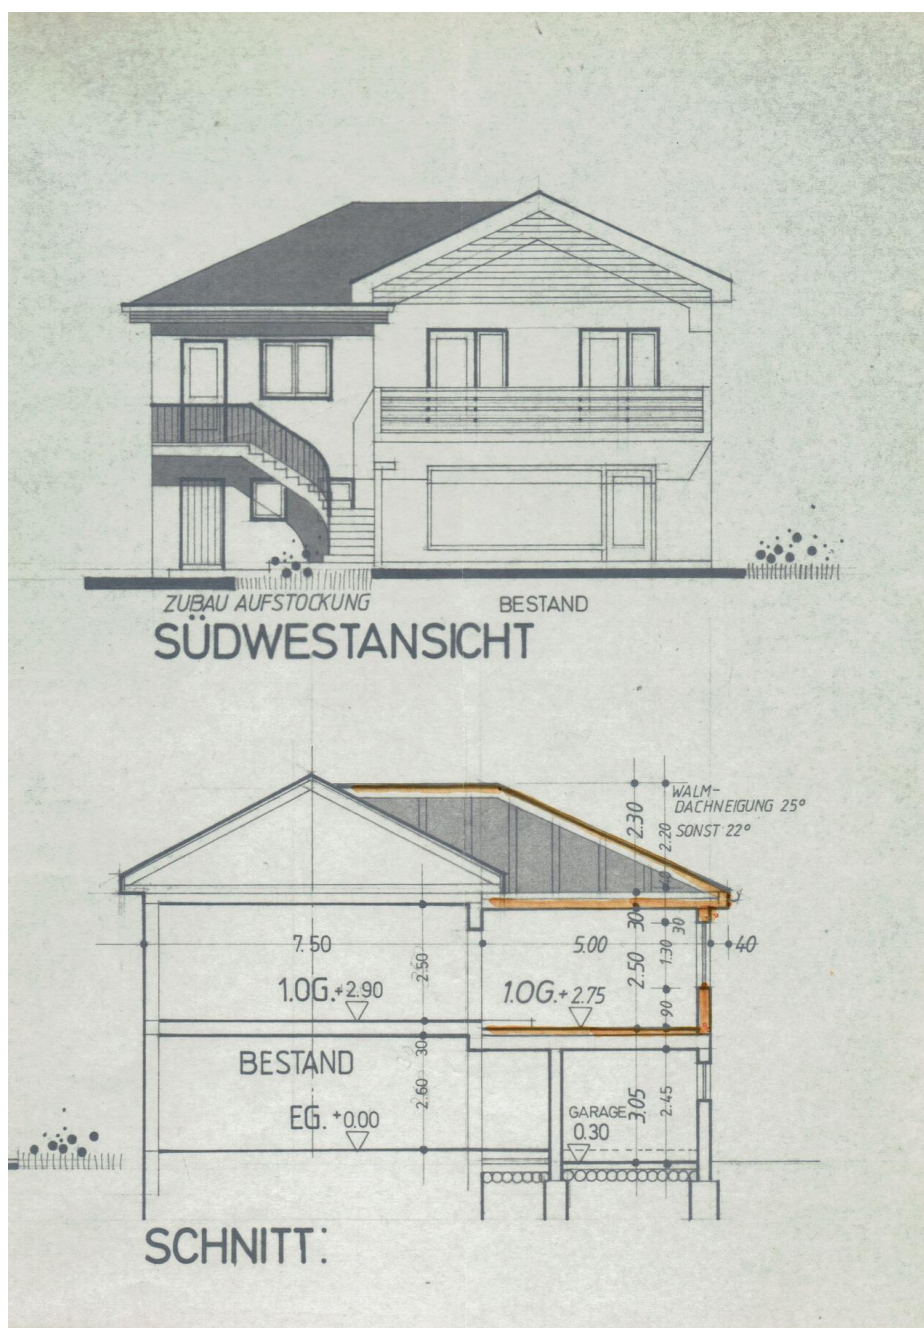 ZUBAU AUFSTOCKUNG
BESTAND
SÜDWESTANSICHT
WALM-
DACHNEIGUNG 25°
SONST 22°
2.30
2.20
40
7.50
5.00
40
2.50
30
2.50
1.30
30
1.OG.+2.90
1.OG.+2.75
90
BESTAND
30
2.60
EG. +0.00
GARAGE
0.30
3.05
2.45
SCHNITT: